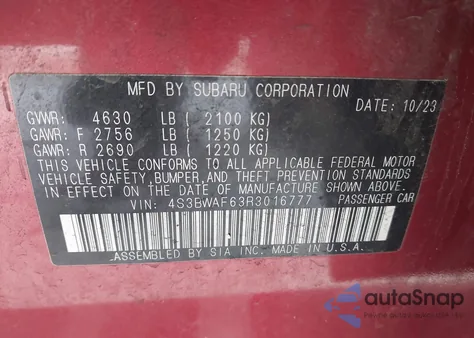 MFD BY SUBARU CORPORATION
DATE: 10/23
GVWR: 4630 LB ( 2100 KG)
GAWR: F 2756 LB ( 1250 KG)
GAWR: R 2690 LB ( 1220 KG)
THIS VEHICLE CONFORMS TO ALL APPLICABLE FEDERAL MOTOR
VEHICLE SAFETY, BUMPER, AND THEFT PREVENTION STANDARDS
IN EFFECT ON THE DATE OF MANUFACTURE SHOWN ABOVE.
VIN: 4S3BWAF63R3016777 PASSENGER CAR
ASSEMBLED BY SIA INC. MADE IN U.S.A.
autoSnap